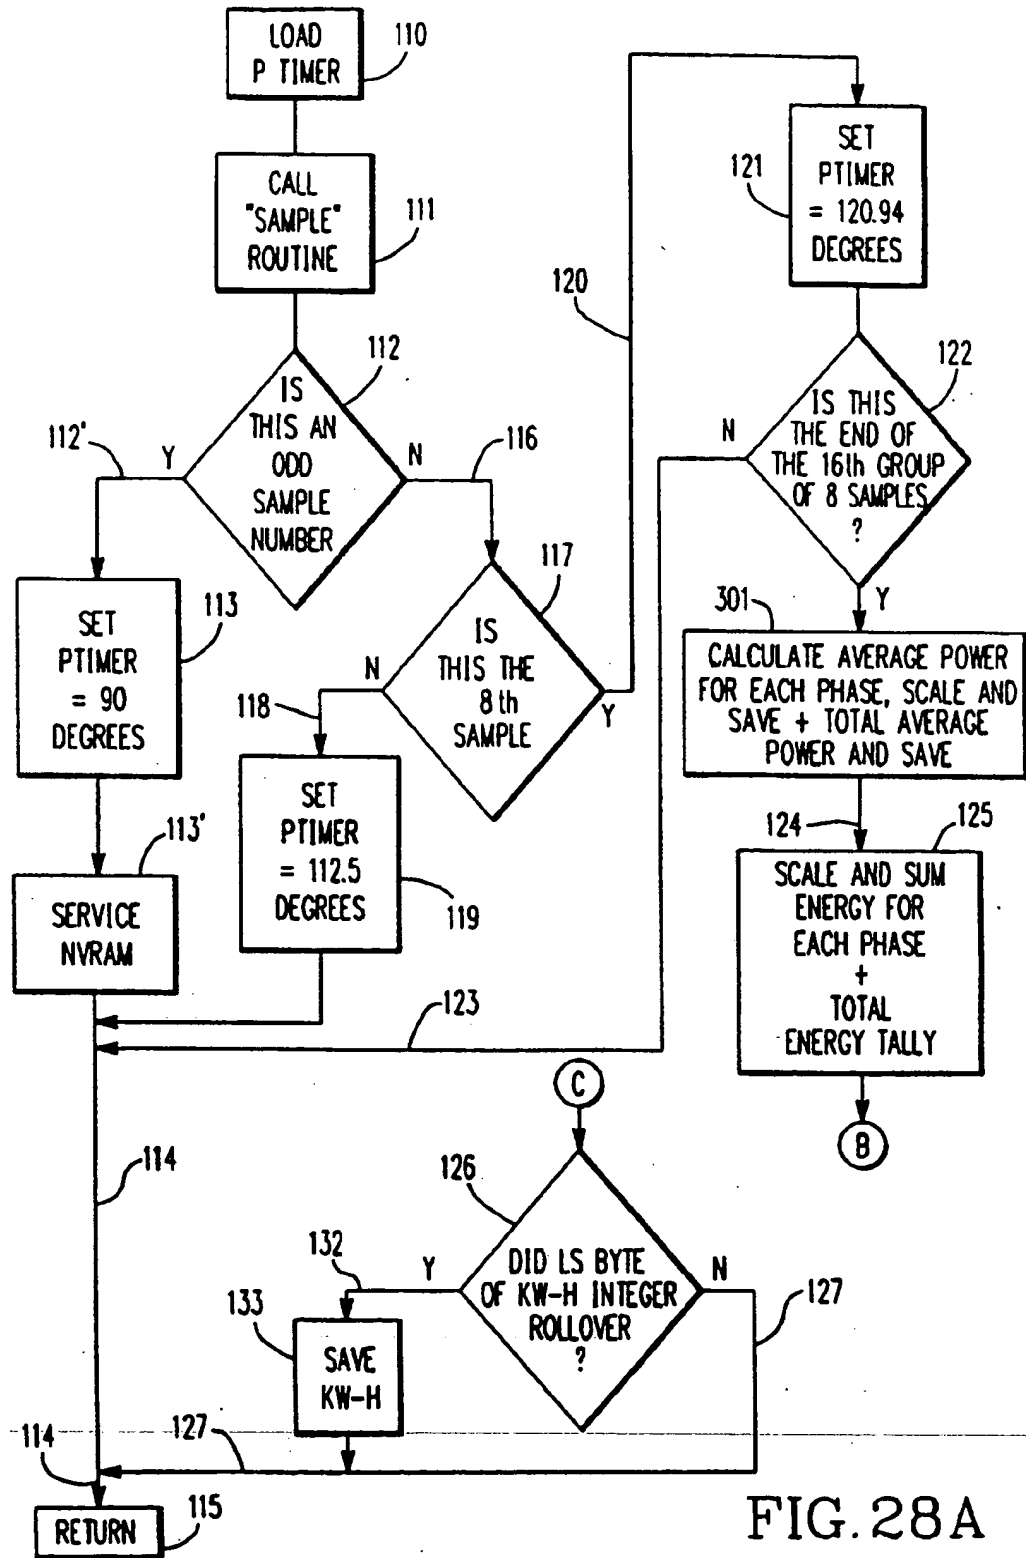 LOAD
P TIMER
110
CALL
"SAMPLE"
ROUTINE
111
IS
THIS AN
ODD
SAMPLE
NUMBER
112
112'
Y
N
116
SET
PTIMER
= 90
DEGREES
113
SERVICE
NVRAM
113'
IS
THIS THE
8th
SAMPLE
117
N
Y
118
SET
PTIMER
= 112.5
DEGREES
119
120
SET
PTIMER
= 120.94
DEGREES
121
IS THIS
THE END OF
THE 16th GROUP
OF 8 SAMPLES
?
122
N
Y
123
301
CALCULATE AVERAGE POWER
FOR EACH PHASE, SCALE AND
SAVE + TOTAL AVERAGE
POWER AND SAVE
124
125
SCALE AND SUM
ENERGY FOR
EACH PHASE
+
TOTAL
ENERGY TALLY
B
C
126
DID LS BYTE
OF KW-H INTEGER
ROLLOVER
?
Y
N
132
133
SAVE
KW-H
127
127
114
114
RETURN
115
FIG. 28A